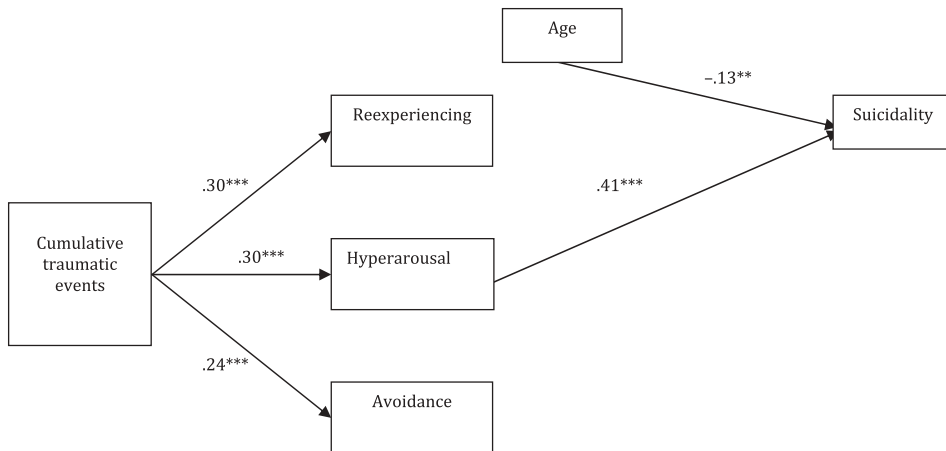 Age
–.13**
Reexperiencing
Suicidality
.30***
.41***
Cumulative
traumatic
events
.30***
Hyperarousal
.24***
Avoidance